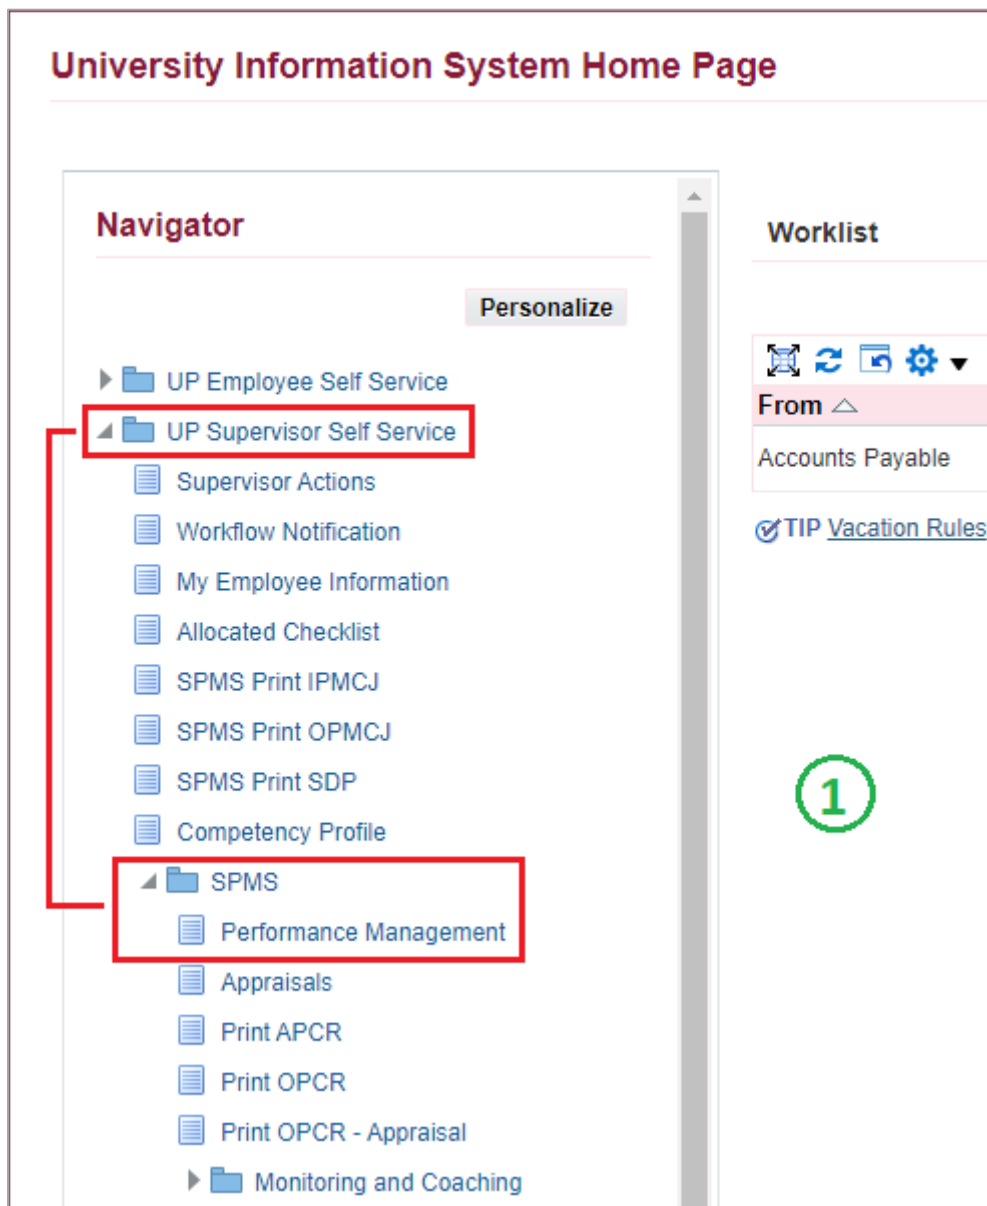 University Information System Home Page
Navigator
Personalize
UP Employee Self Service
UP Supervisor Self Service
Supervisor Actions
Workflow Notification
My Employee Information
Allocated Checklist
SPMS Print IPMCJ
SPMS Print OPMCJ
SPMS Print SDP
Competency Profile
SPMS
Performance Management
Appraisals
Print APCR
Print OPCR
Print OPCR - Appraisal
Monitoring and Coaching
Worklist
From
Accounts Payable
TIP Vacation Rules
1